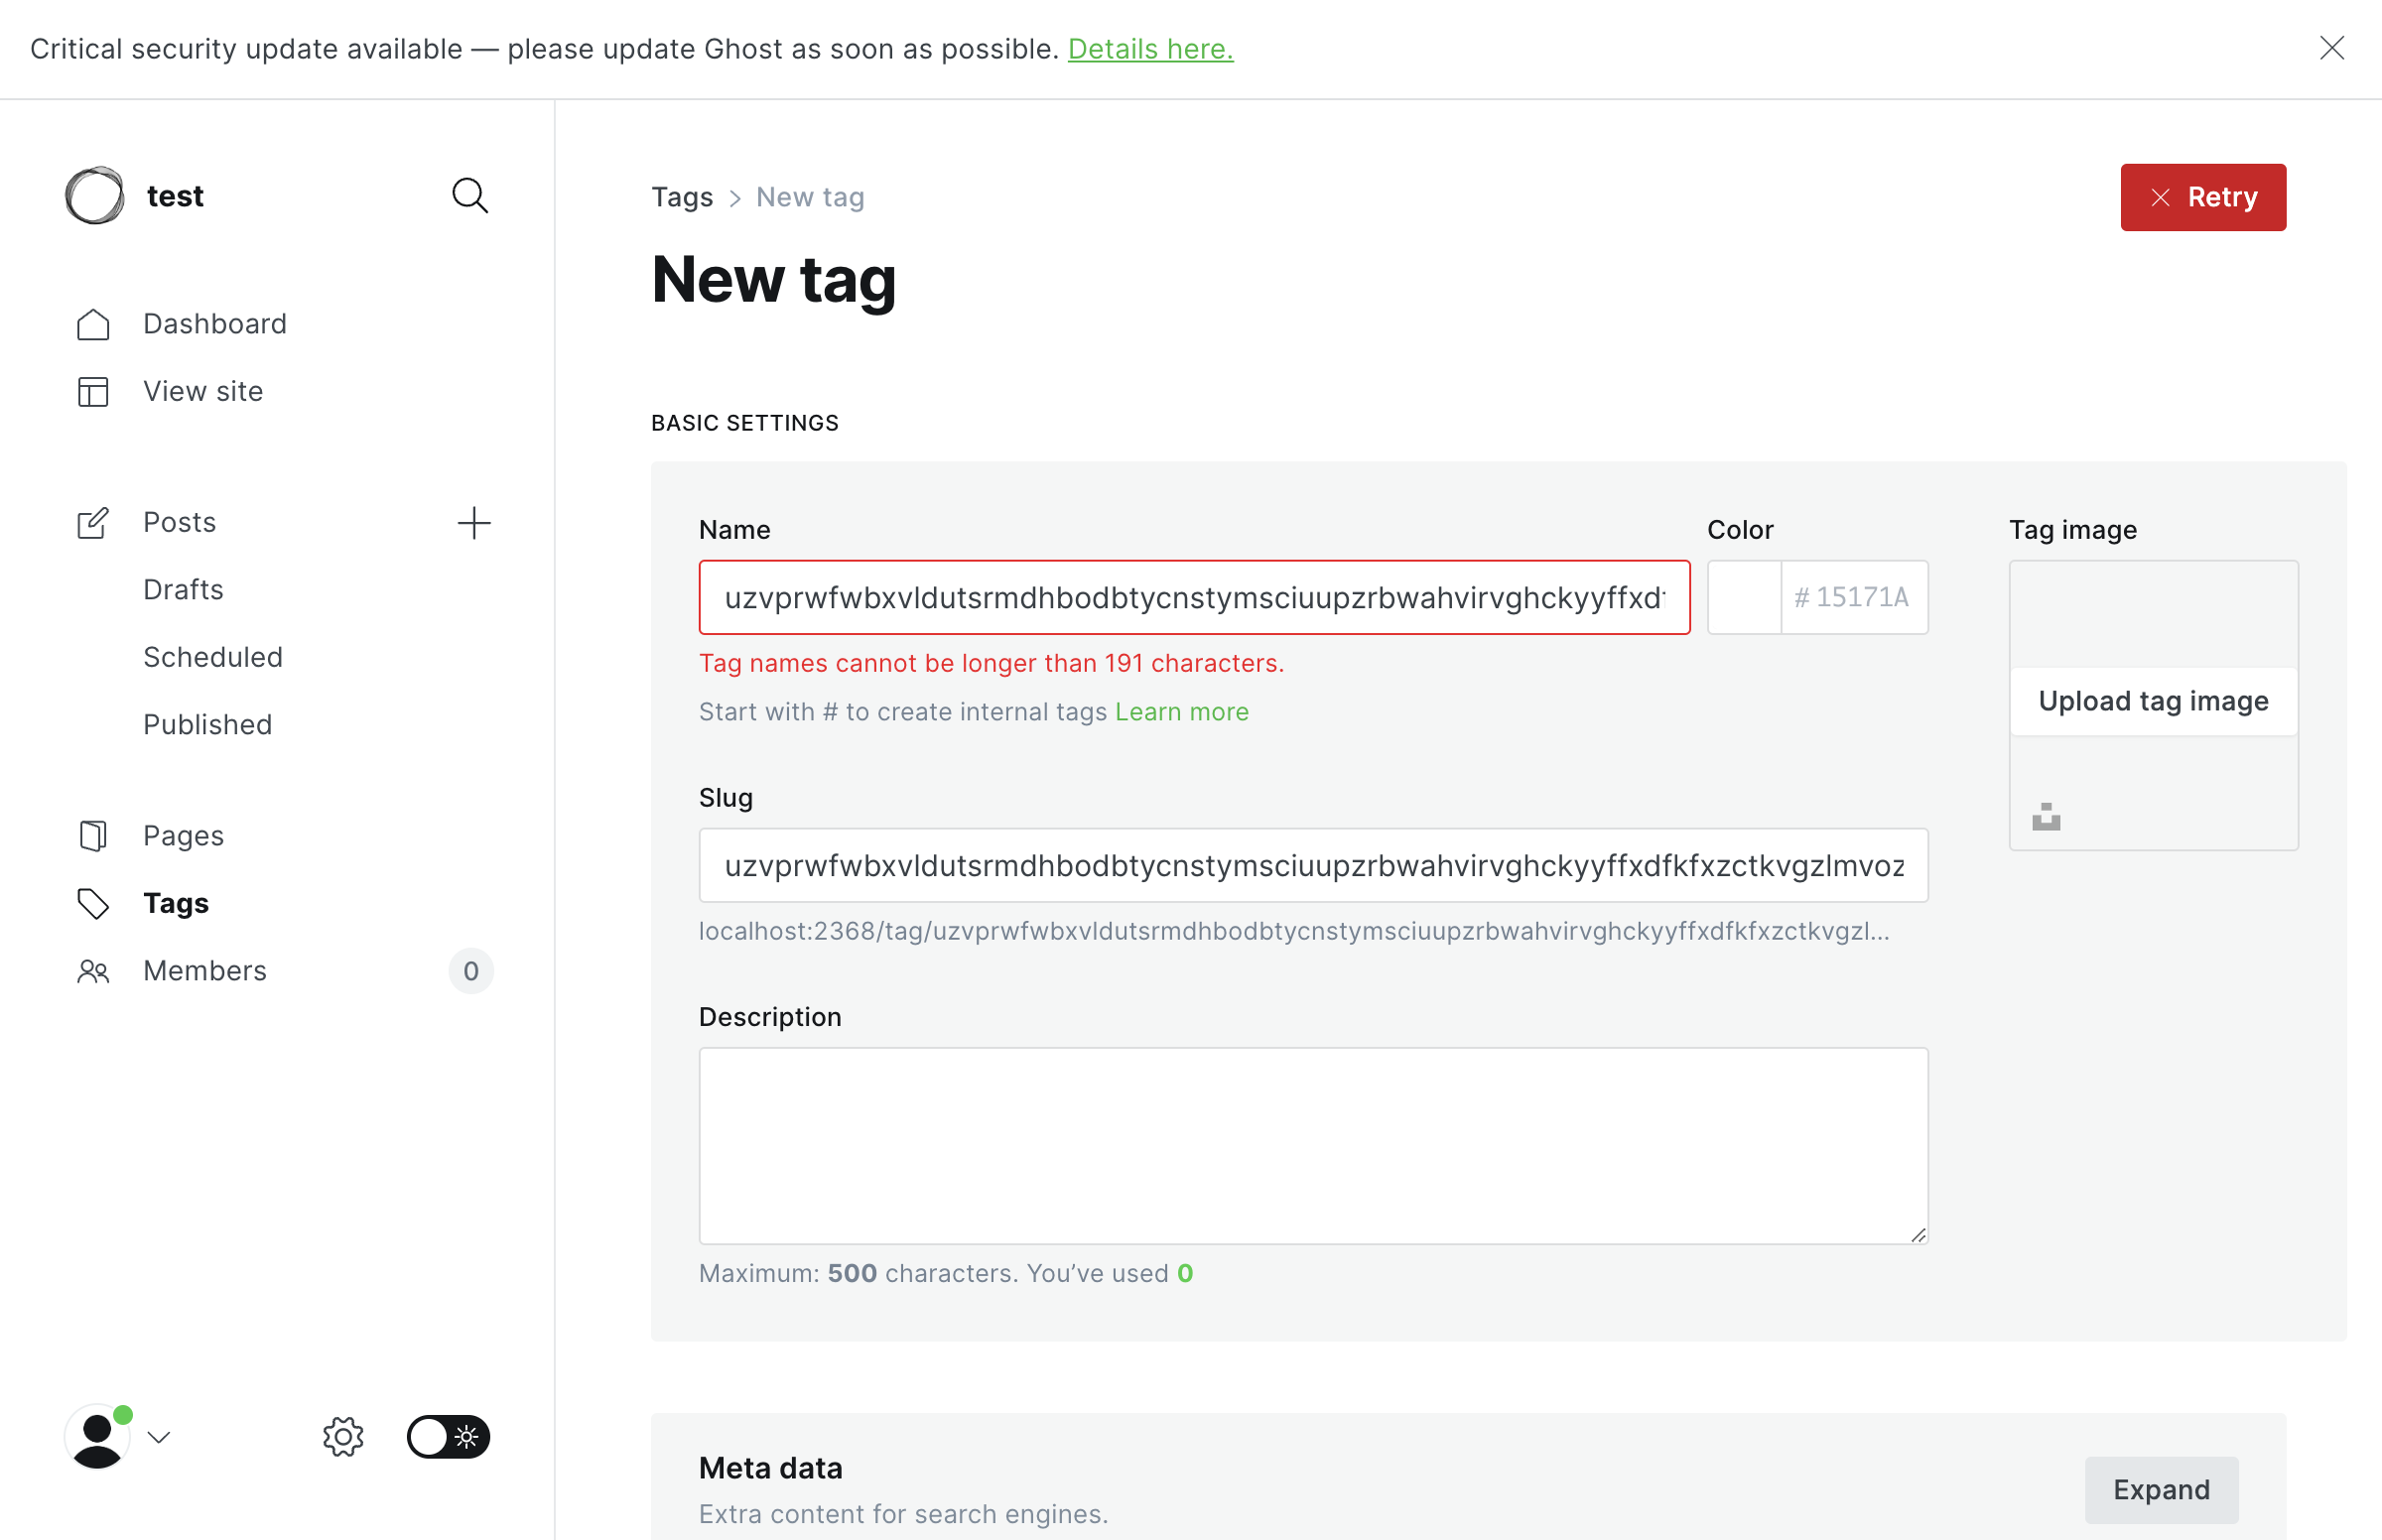 Critical security update available — please update Ghost as soon as possible. Details here.
test
Dashboard
View site
Posts
Drafts
Scheduled
Published
Pages
Tags
Members 0
Tags > New tag
Retry
New tag
BASIC SETTINGS
Name
uzvprwfwbxvldutsrmdhbodbtycnstymsciuupzrbwahvirvghckyyffxdf
Tag names cannot be longer than 191 characters.
Start with # to create internal tags Learn more
Color
# 15171A
Tag image
Upload tag image
Slug
uzvprwfwbxvldutsrmdhbodbtycnstymsciuupzrbwahvirvghckyyffxdfkfxzctkvgzlmvoz
localhost:2368/tag/uzvprwfwbxvldutsrmdhbodbtycnstymsciuupzrbwahvirvghckyyffxdfkfxzctkvgzl...
Description
Maximum: 500 characters. You’ve used 0
Meta data
Extra content for search engines.
Expand